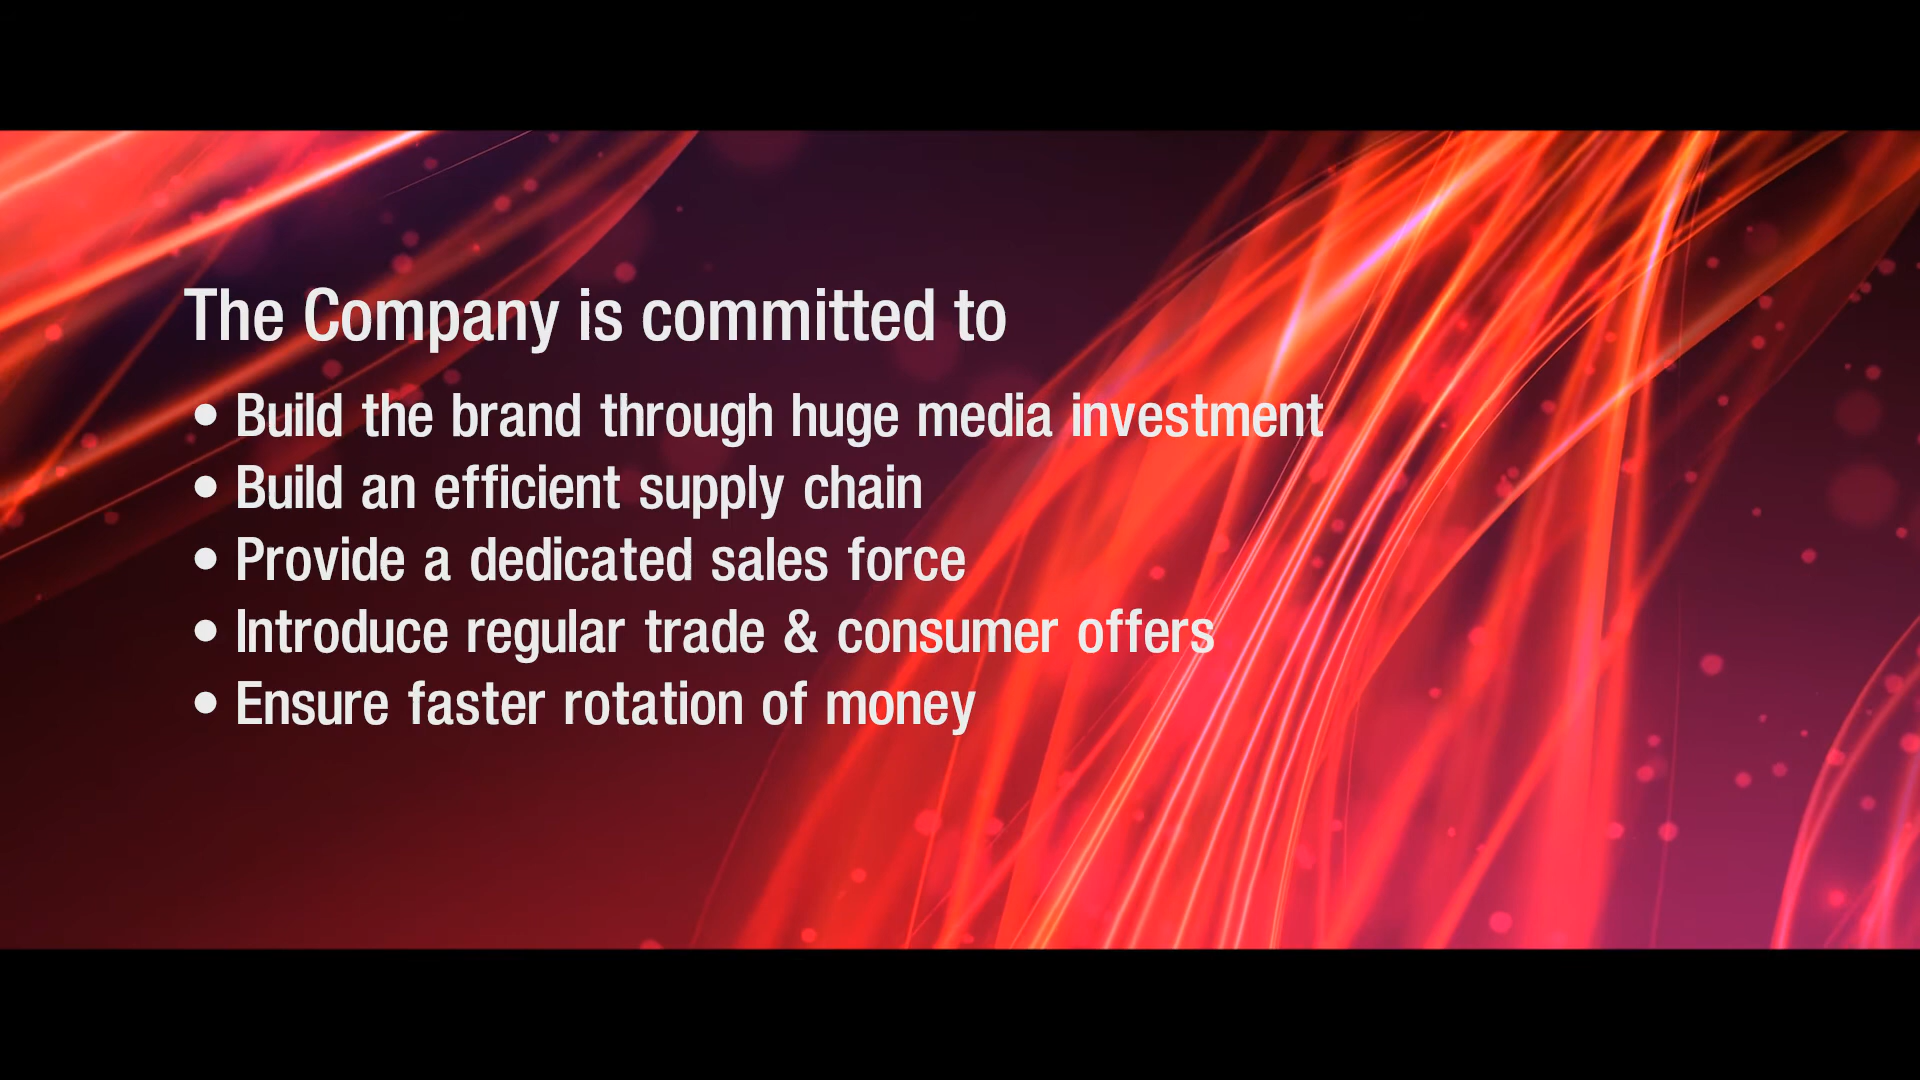 The Company is committed to
• Build the brand through huge media investment
• Build an efficient supply chain
• Provide a dedicated sales force
• Introduce regular trade & consumer offers
• Ensure faster rotation of money